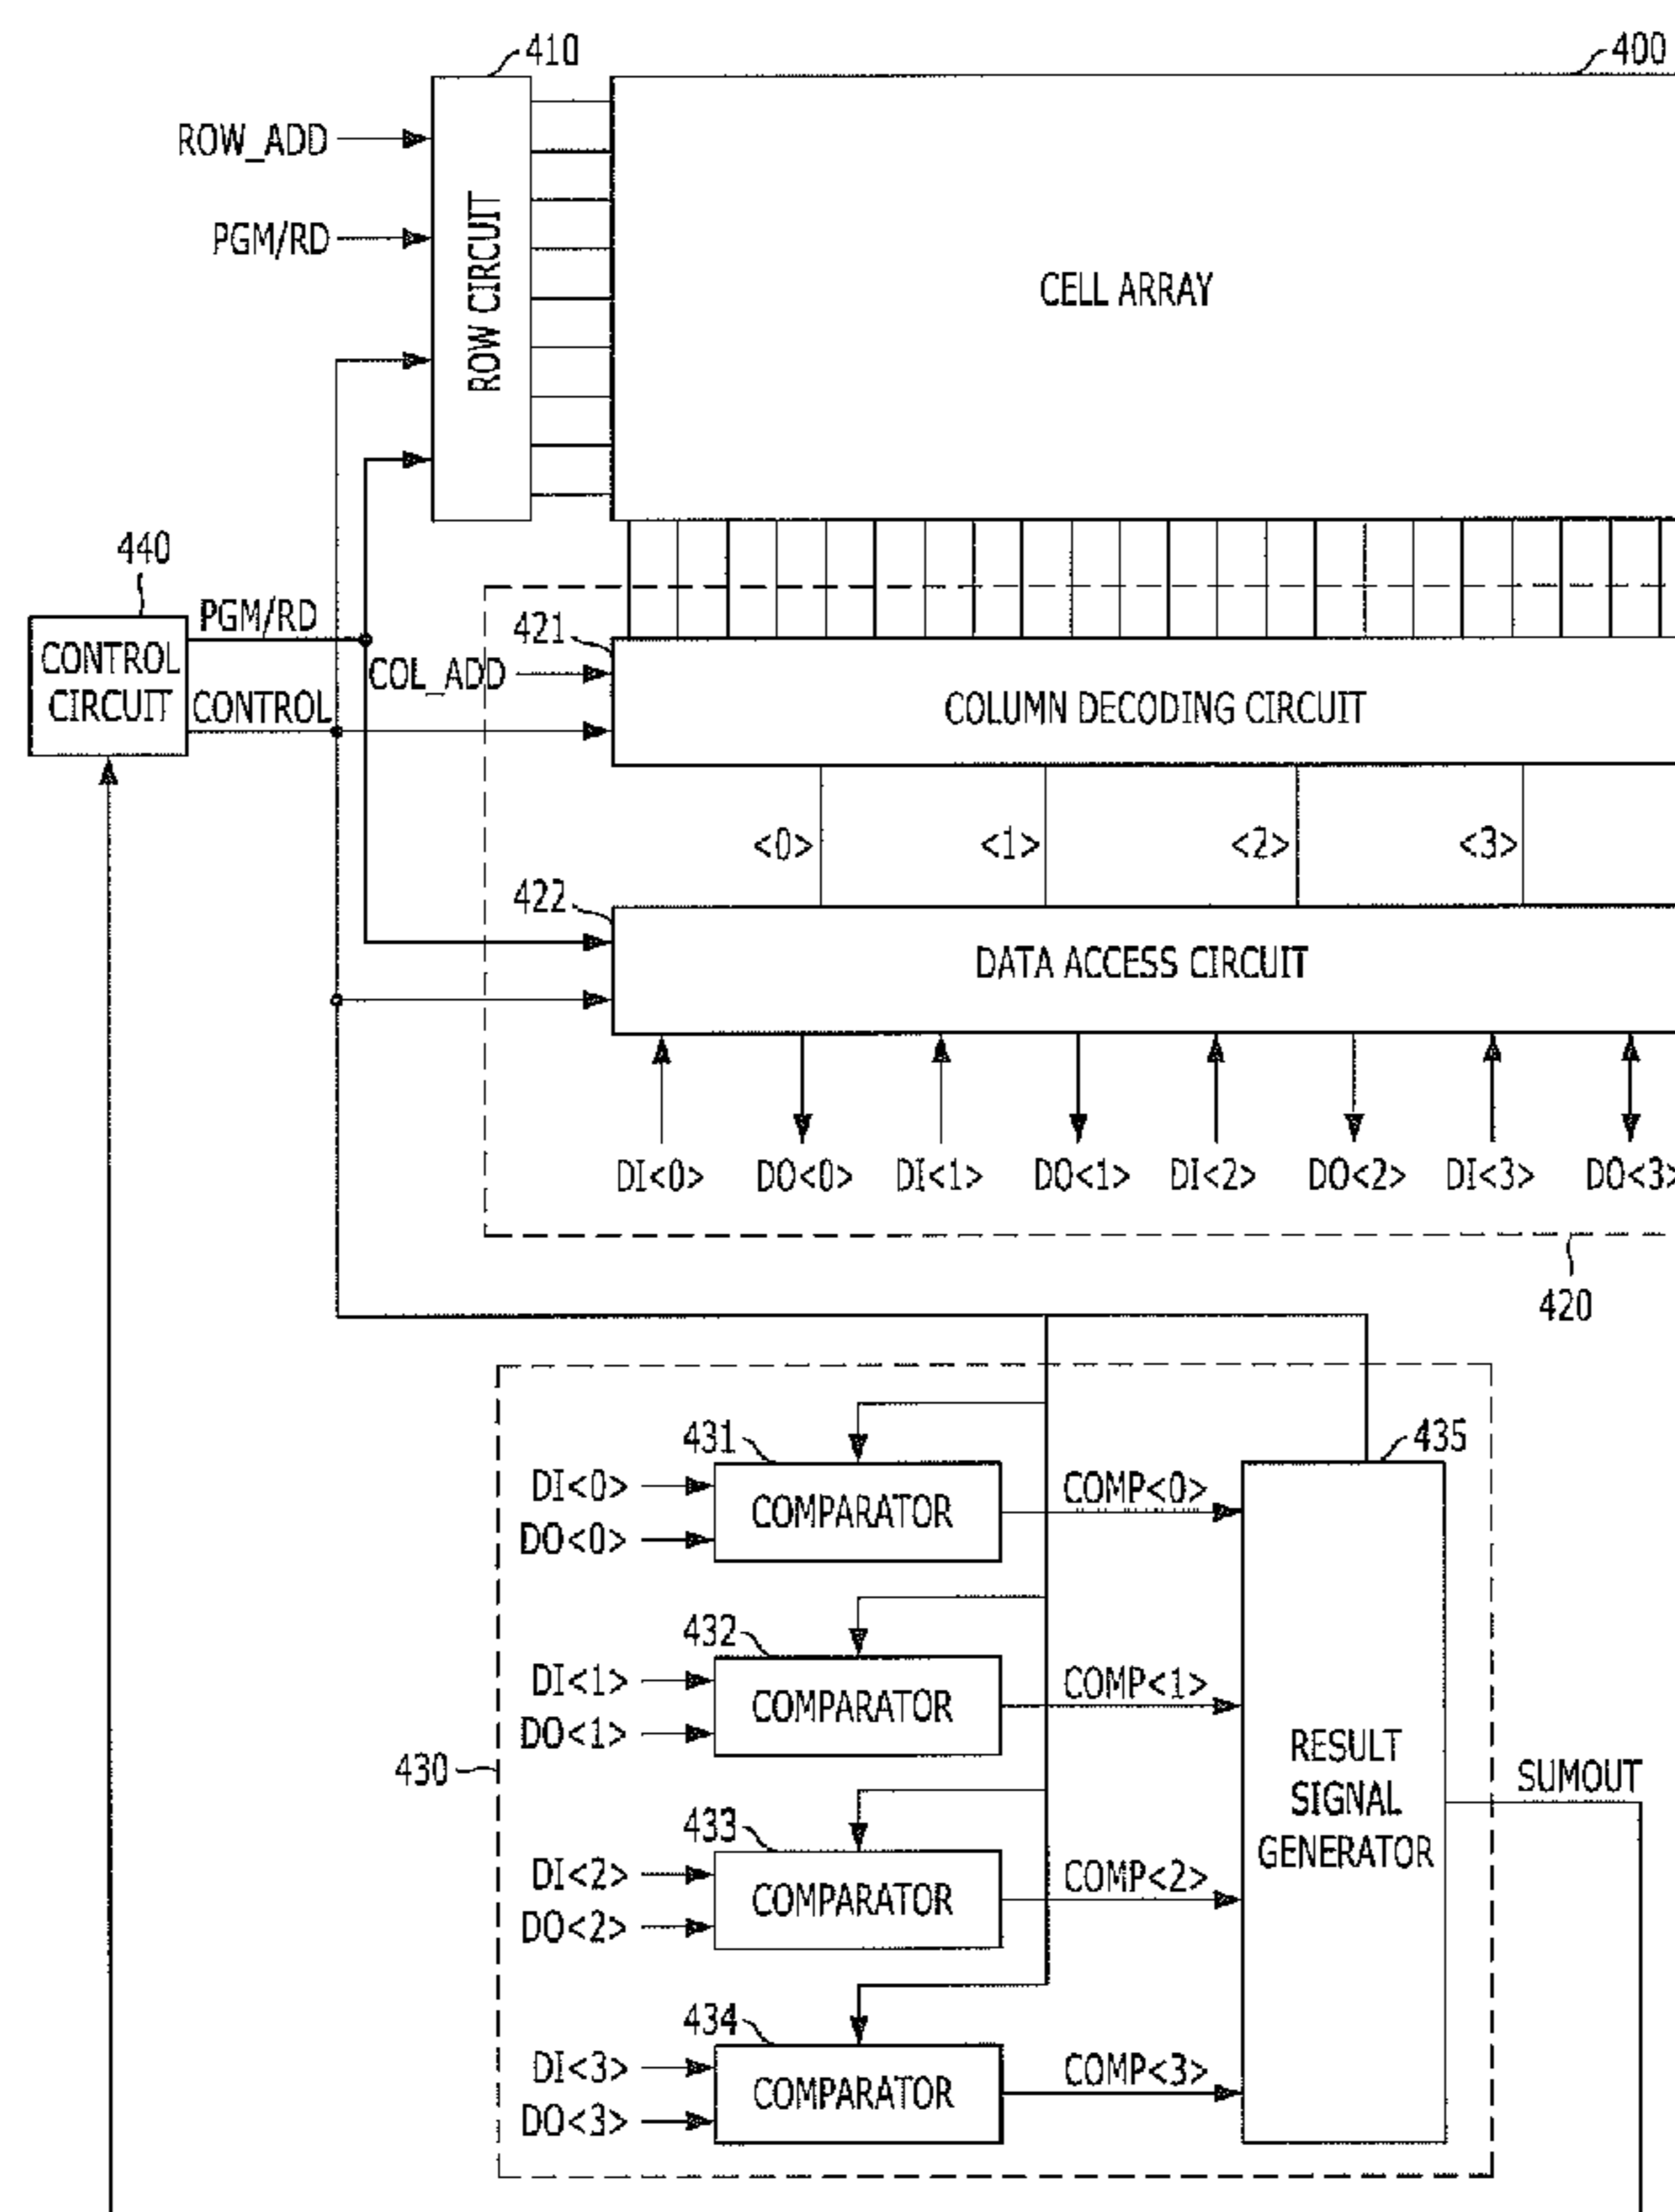 410
400
ROW_ADD
PGM/RD
ROW CIRCUIT
CELL ARRAY
440
PGM/RD
CONTROL
CIRCUIT
CONTROL
421
COL_ADD
COLUMN DECODING CIRCUIT
<0>
<1>
<2>
<3>
422
DATA ACCESS CIRCUIT
DI<0>
DO<0>
DI<1>
DO<1>
DI<2>
DO<2>
DI<3>
DO<3>
420
431
435
DI<0>
DO<0>
COMPARATOR
COMP<0>
432
DI<1>
DO<1>
COMPARATOR
COMP<1>
430
RESULT
SIGNAL
GENERATOR
SUMOUT
433
DI<2>
DO<2>
COMPARATOR
COMP<2>
434
DI<3>
DO<3>
COMPARATOR
COMP<3>